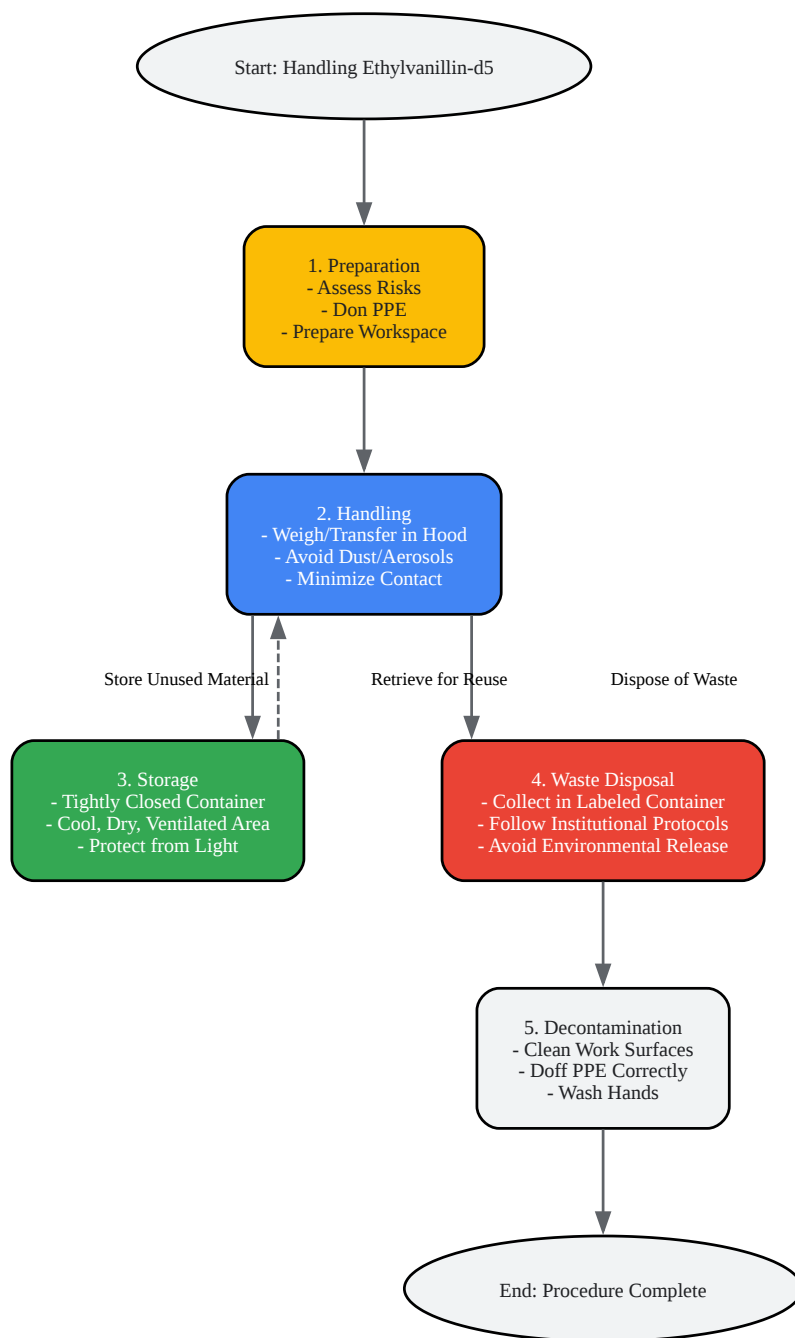 Start: Handling Ethylvanillin-d5
1. Preparation
- Assess Risks
- Don PPE
- Prepare Workspace
2. Handling
- Weigh/Transfer in Hood
- Avoid Dust/Aerosols
- Minimize Contact
Store Unused Material
Retrieve for Reuse
Dispose of Waste
3. Storage
- Tightly Closed Container
- Cool, Dry, Ventilated Area
- Protect from Light
4. Waste Disposal
- Collect in Labeled Container
- Follow Institutional Protocols
- Avoid Environmental Release
5. Decontamination
- Clean Work Surfaces
- Doff PPE Correctly
- Wash Hands
End: Procedure Complete